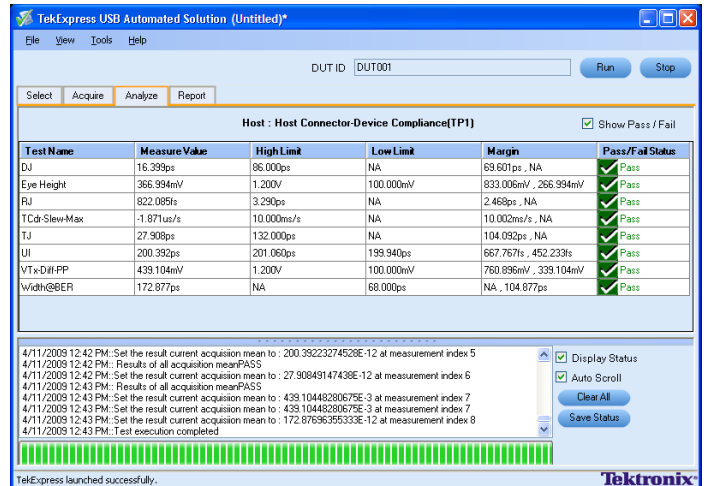 TekExpress USB Automated Solution (Untitled)*
File View Tools Help
DUT ID DUT001 Run Stop
Select Acquire Analyze Report
Host : Host Connector-Device Compliance(TP1) Show Pass / Fail
Test Name Measure Value High Limit Low Limit Margin Pass/Fail Status
DJ 16.399ps 86.000ps NA 69.601ps , NA Pass
Eye Height 366.994mV 1.200V 100.000mV 833.006mV , 266.994mV Pass
RJ 822.085fs 3.290ps NA 2.468ps , NA Pass
TCdr-Slew-Max -1.871us/s 10.000ms/s NA 10.002ms/s , NA Pass
TJ 27.908ps 132.000ps NA 104.092ps , NA Pass
UI 200.392ps 201.060ps 199.940ps 667.767fs , 452.233fs Pass
VTx-Diff-PP 439.104mV 1.200V 100.000mV 760.896mV , 339.104mV Pass
Width@BER 172.877ps NA 68.000ps NA , 104.877ps Pass
4/11/2009 12:42 PM::Set the result current acquisiion mean to : 200.39223274528E-12 at measurement index 5
4/11/2009 12:42 PM:: Results of all acquisition meanPASS
4/11/2009 12:42 PM::Set the result current acquisiion mean to : 27.90849147438E-12 at measurement index 6
4/11/2009 12:43 PM:: Results of all acquisition meanPASS
4/11/2009 12:43 PM::Set the result current acquisiion mean to : 439.10448280675E-3 at measurement index 7
4/11/2009 12:43 PM::Set the result current acquisiion mean to : 439.10448280675E-3 at measurement index 7
4/11/2009 12:43 PM::Set the result current acquisiion mean to : 172.87696355333E-12 at measurement index 8
4/11/2009 12:43 PM::Test execution completed
Display Status
Auto Scroll
Clear All
Save Status
TekExpress launched successfully. Tektronix